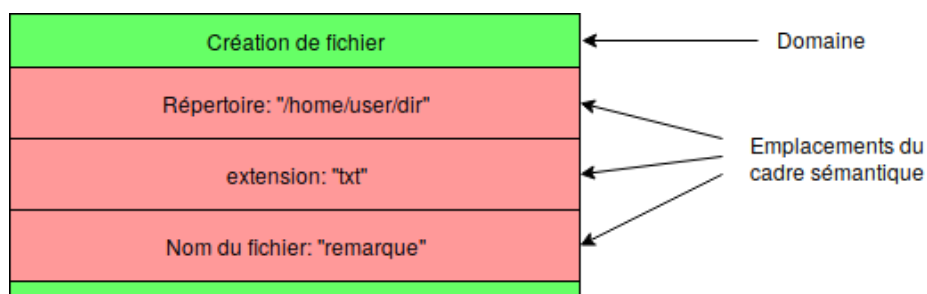 Création de fichier
Domaine
Répertoire: "/home/user/dir"
extension: "txt"
Emplacements du
cadre sémantique
Nom du fichier: "remarque"